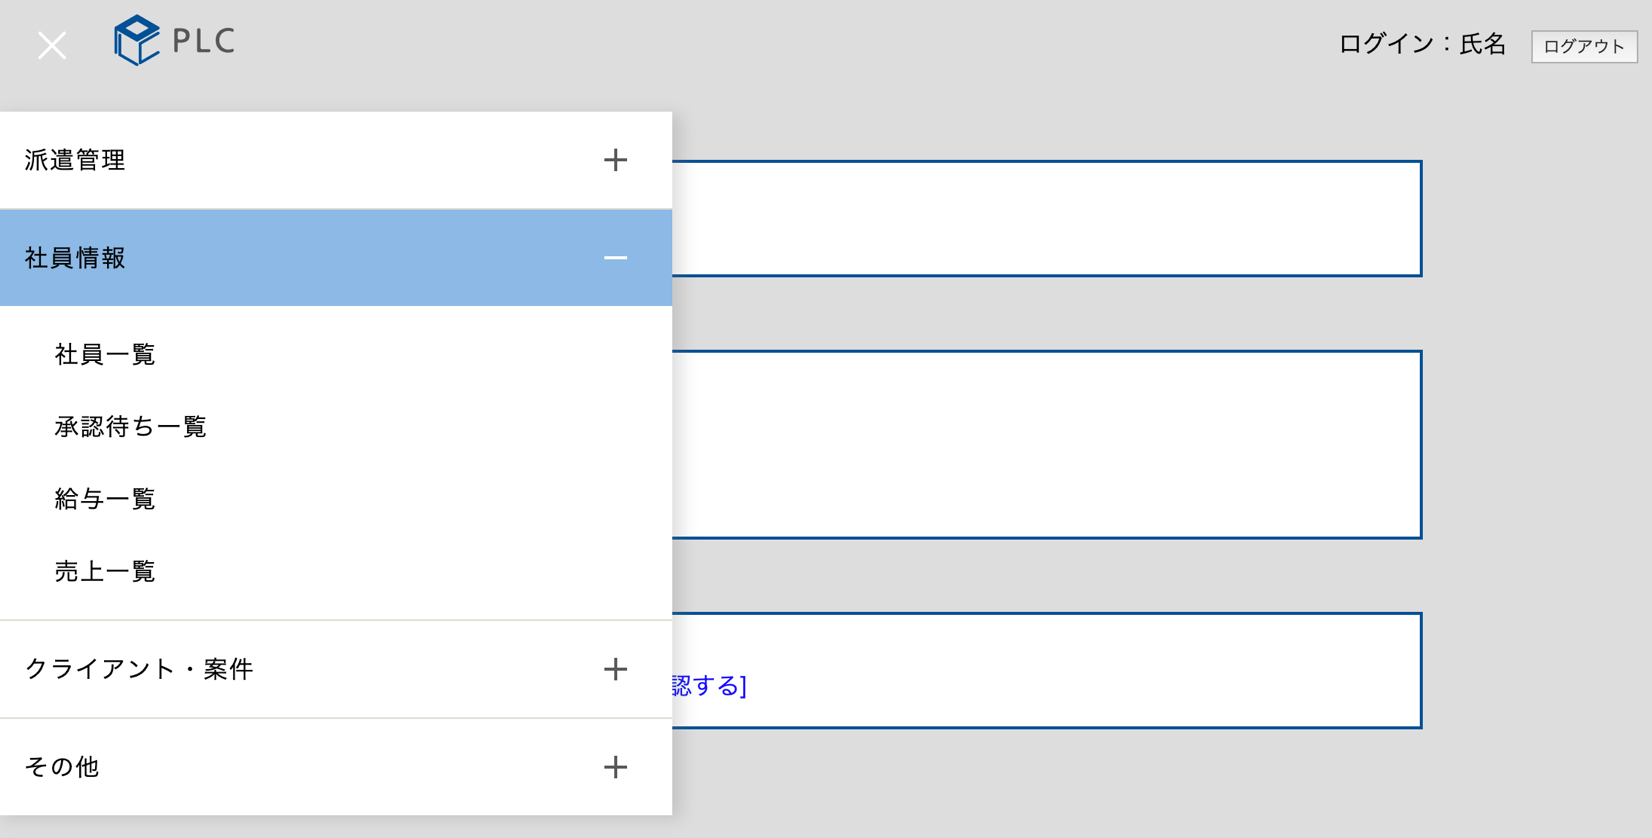 PLC
ログイン：氏名
ログアウト
派遣管理
社員情報
社員一覧
承認待ち一覧
給与一覧
売上一覧
クライアント・案件
認する]
その他